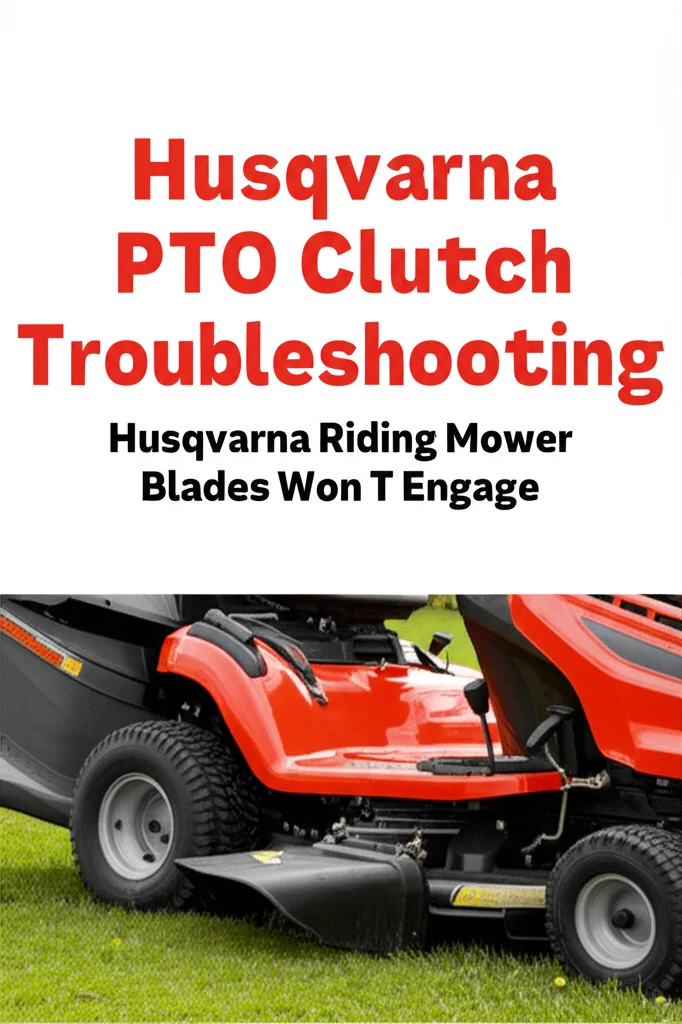 Husqvarna
PTO Clutch
Troubleshooting
Husqvarna Riding Mower
Blades Won T Engage